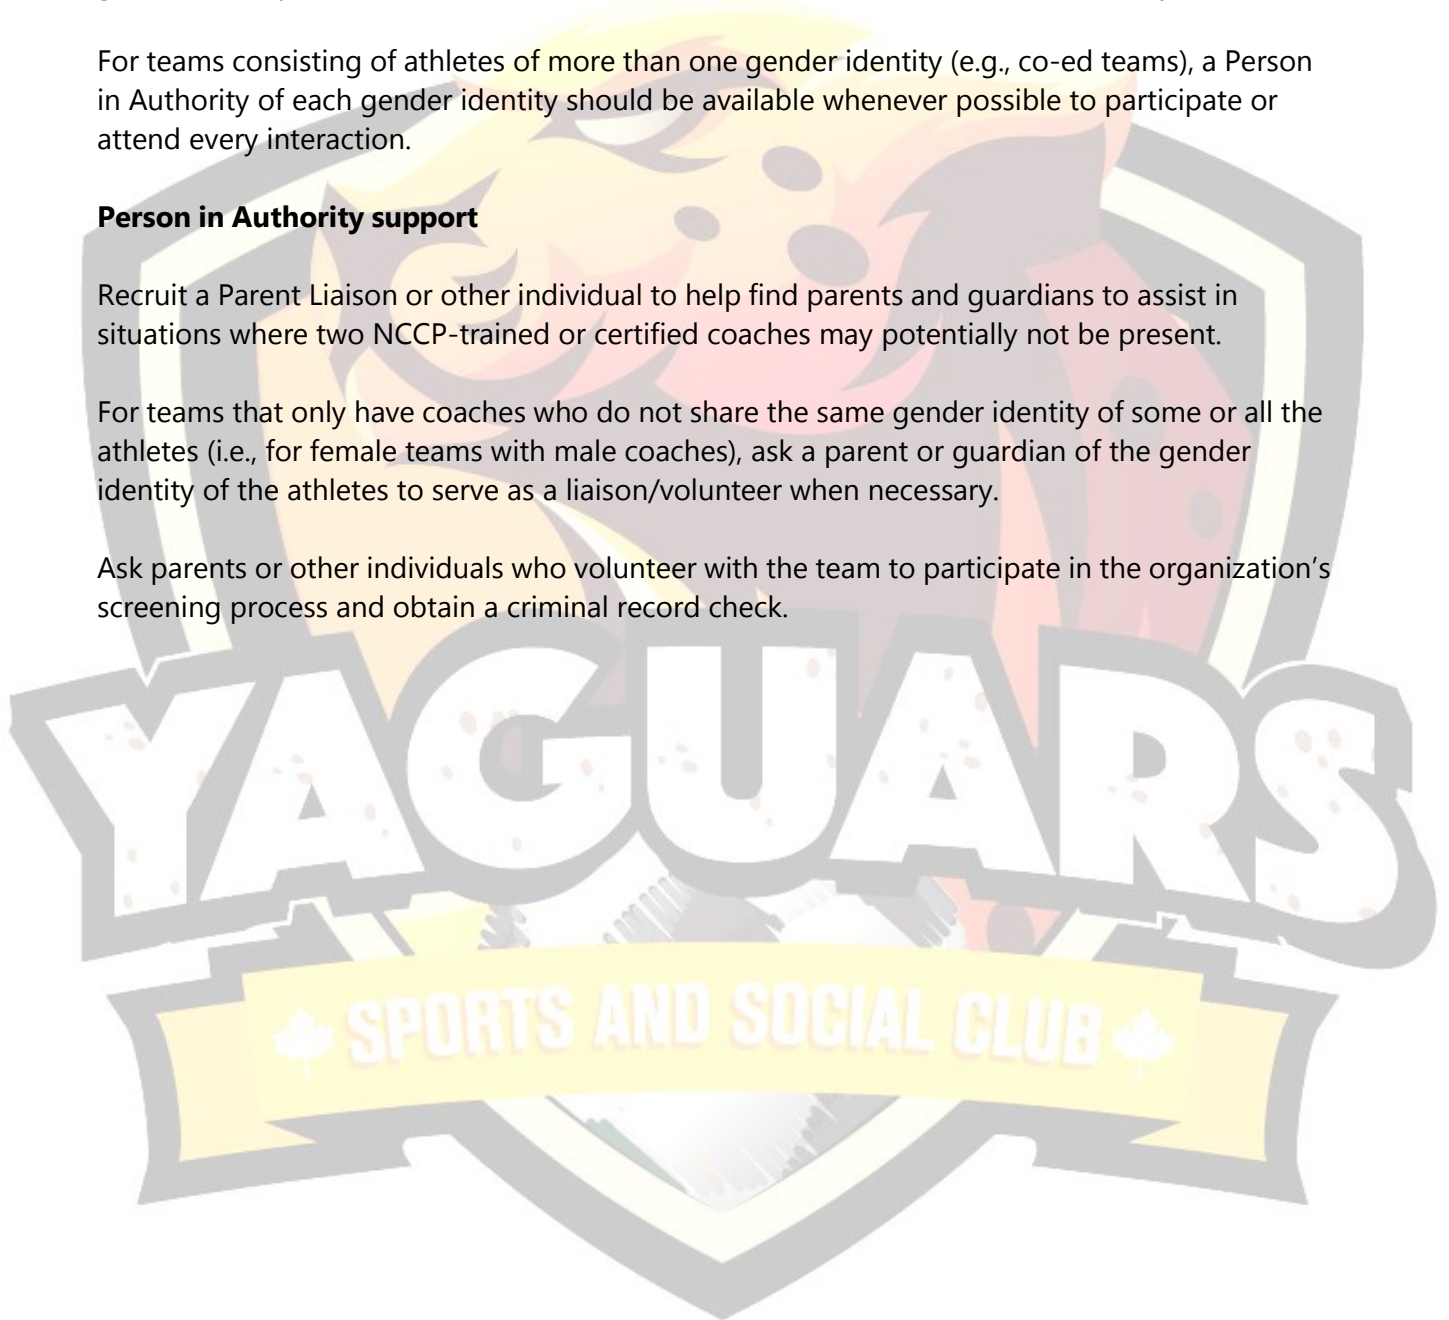 For teams consisting of athletes of more than one gender identity (e.g., co-ed teams), a Person
in Authority of each gender identity should be available whenever possible to participate or
attend every interaction.
Person in Authority support
Recruit a Parent Liaison or other individual to help find parents and guardians to assist in
situations where two NCCP-trained or certified coaches may potentially not be present.
For teams that only have coaches who do not share the same gender identity of some or all the
athletes (i.e., for female teams with male coaches), ask a parent or guardian of the gender
identity of the athletes to serve as a liaison/volunteer when necessary.
Ask parents or other individuals who volunteer with the team to participate in the organization’s
screening process and obtain a criminal record check.
YAGUARS
SPORTS AND SOCIAL CLUB